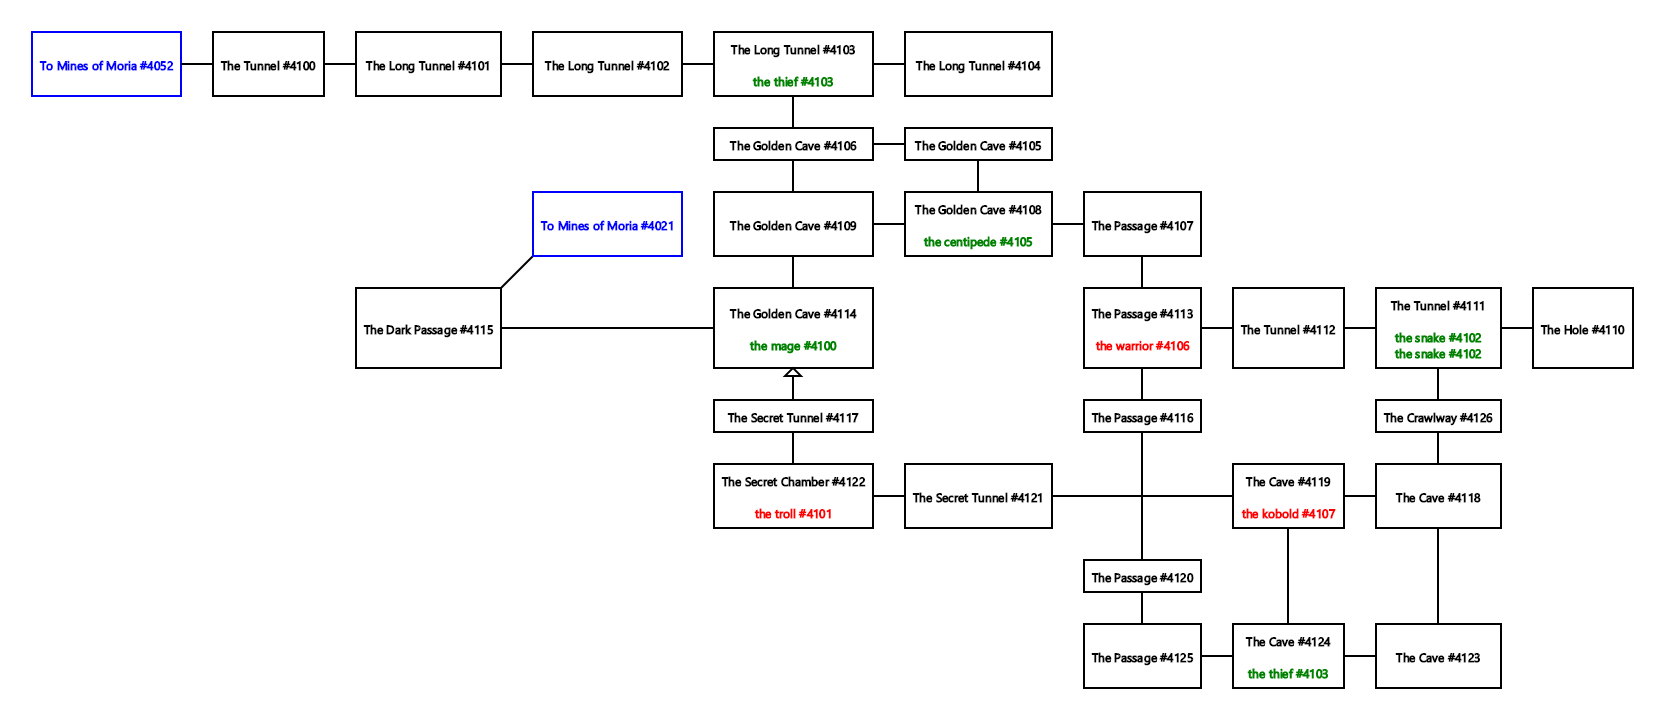 To Mines of Moria #4052
The Tunnel #4100
The Long Tunnel #4101
The Long Tunnel #4102
The Long Tunnel #4103
the thief #4103
The Long Tunnel #4104
The Golden Cave #4106
The Golden Cave #4105
To Mines of Moria #4021
The Golden Cave #4109
The Golden Cave #4108
the centipede #4105
The Passage #4107
The Dark Passage #4115
The Golden Cave #4114
the mage #4100
The Passage #4113
the warrior #4106
The Tunnel #4112
The Tunnel #4111
the snake #4102
the snake #4102
The Hole #4110
The Secret Tunnel #4117
The Passage #4116
The Crawlway #4126
The Secret Chamber #4122
the troll #4101
The Secret Tunnel #4121
The Cave #4119
the kobold #4107
The Cave #4118
The Passage #4120
The Passage #4125
The Cave #4124
the thief #4103
The Cave #4123